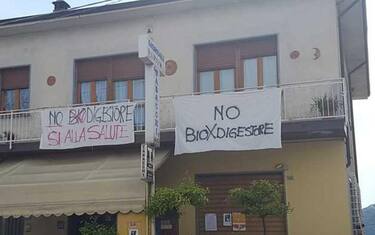 NO BIODIGESTORE
SI ALLA SALUTE
NO
BIOXDIGESTORE